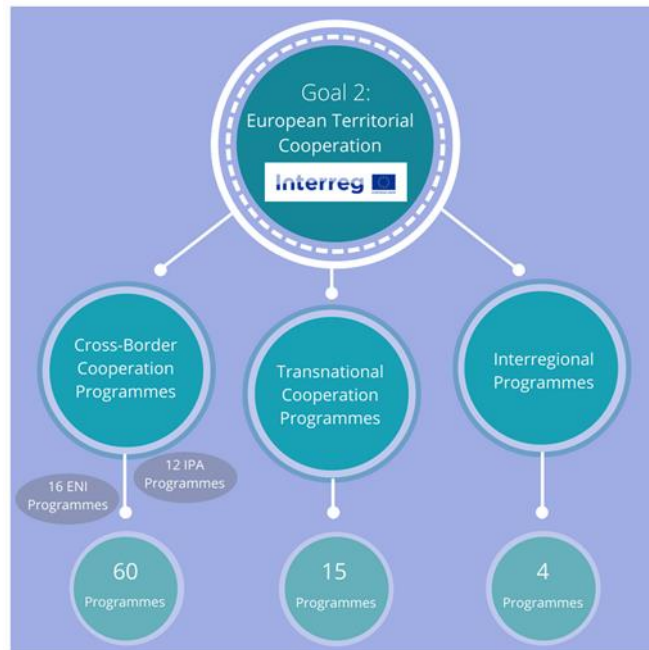 Goal 2:
European Territorial
Cooperation
Interreg
Cross-Border
Cooperation
Programmes
Transnational
Cooperation
Programmes
Interregional
Programmes
16 ENI
Programmes
12 IPA
Programmes
60
Programmes
15
Programmes
4
Programmes